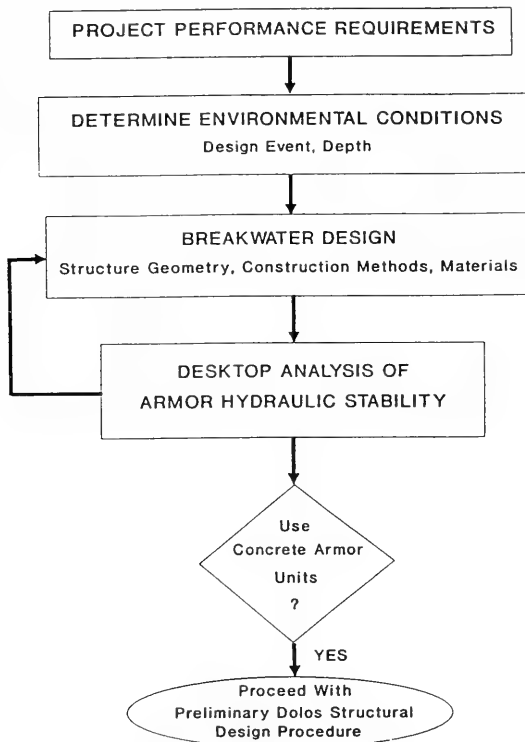 PROJECT PERFORMANCE REQUIREMENTS
DETERMINE ENVIRONMENTAL CONDITIONS
Design Event, Depth
BREAKWATER DESIGN
Structure Geometry, Construction Methods, Materials
DESKTOP ANALYSIS OF
ARMOR HYDRAULIC STABILITY
Use
Concrete Armor
Units
?
YES
Proceed With
Preliminary Dolos Structural
Design Procedure